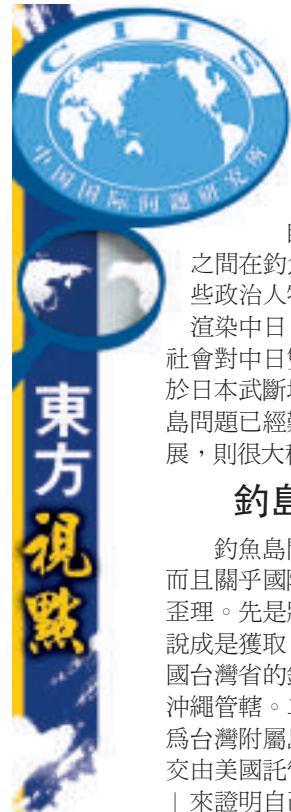 CIIS
中国国际问题研究所
東方視點
之間在釣
些政治人
渲染中日
社會對中日
於日本武斷
島問題已經
展，則很大
釣島
釣魚島
而且關乎國
歪理。先是
說成是獲取
國台灣省的
沖繩管轄。
爲台灣附屬
交由美國託
｜來證明自